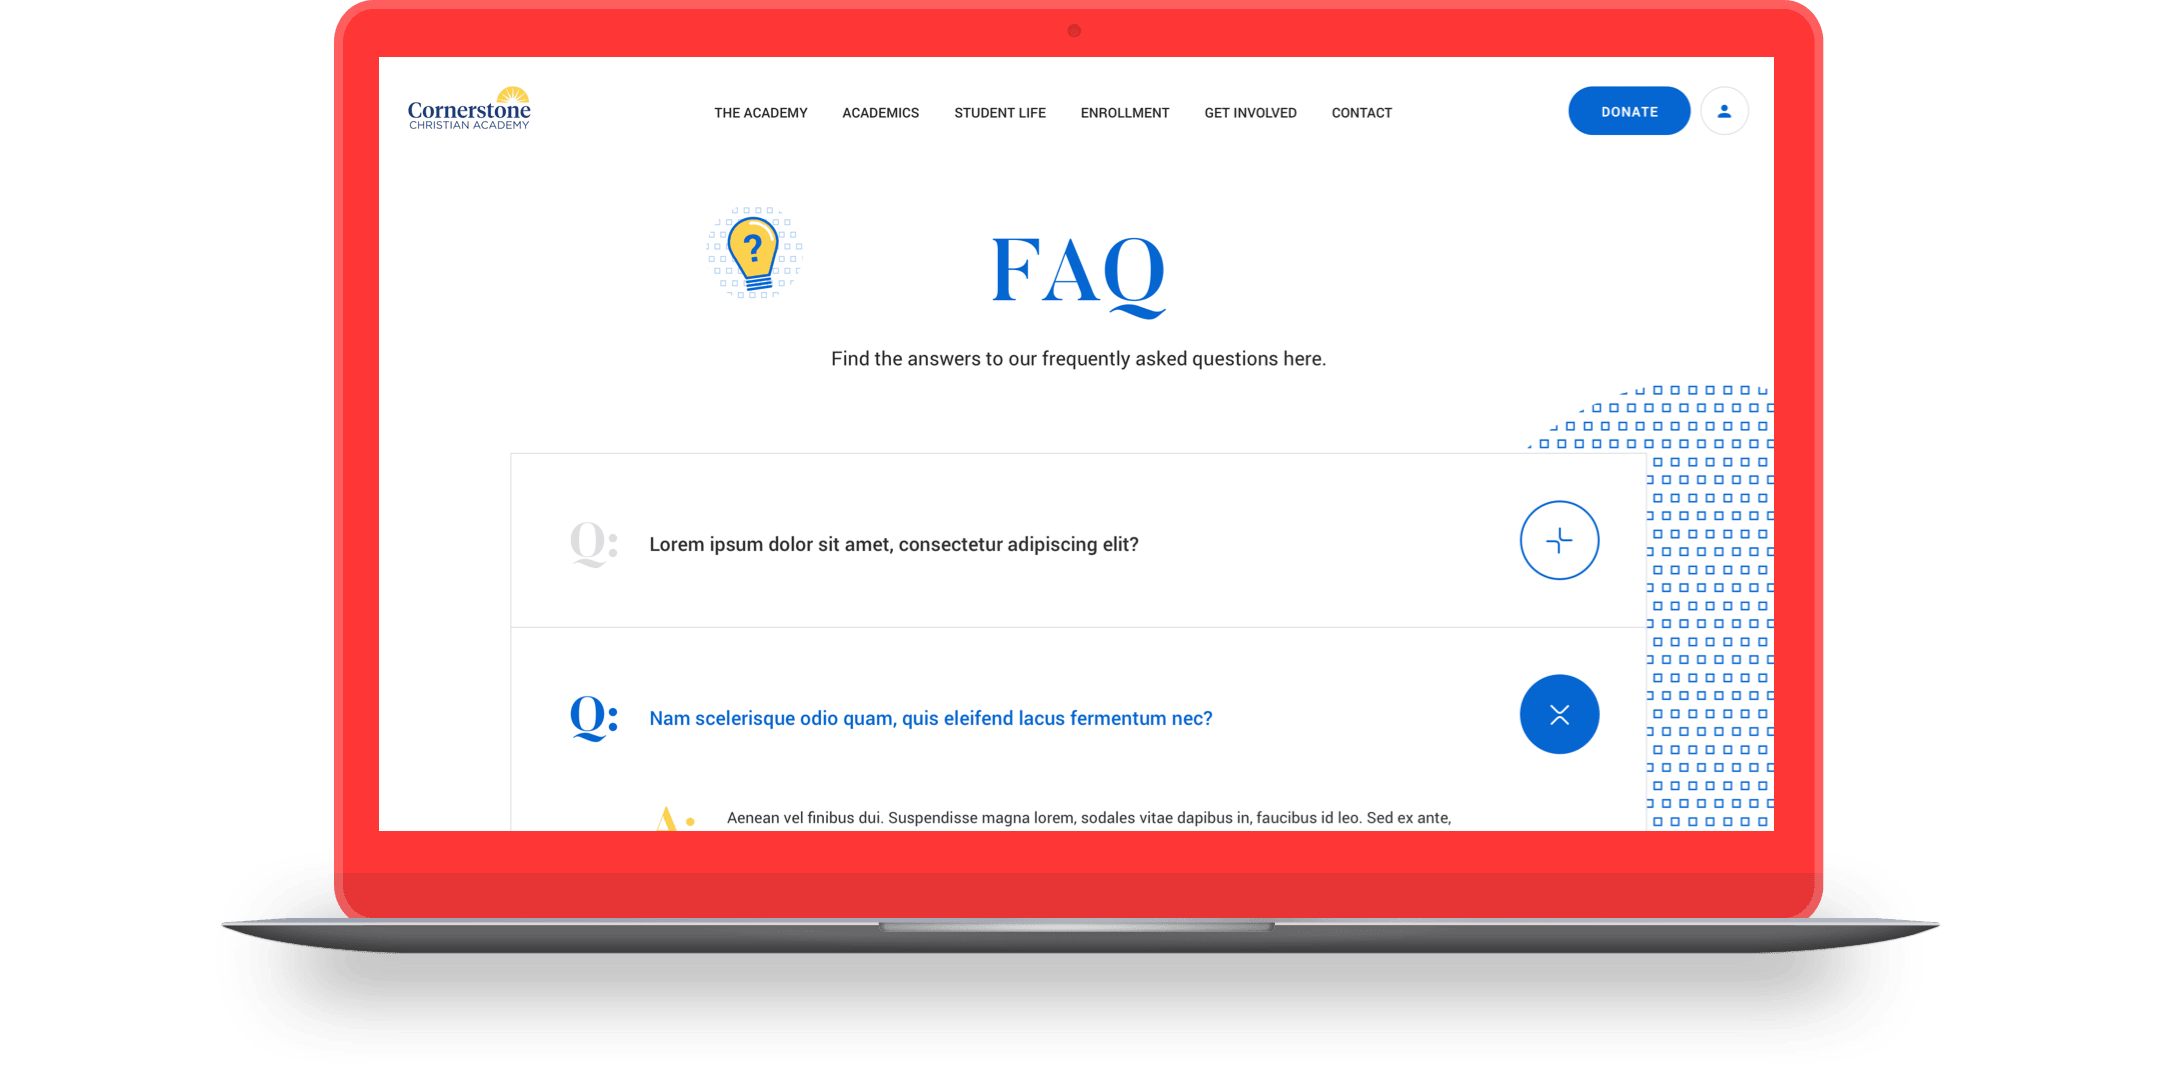 Cornerstone
CHRISTIAN ACADEMY
THE ACADEMY ACADEMICS STUDENT LIFE ENROLLMENT GET INVOLVED CONTACT
DONATE
?
FAQ
Find the answers to our frequently asked questions here.
Q: Lorem ipsum dolor sit amet, consectetur adipiscing elit?
Q: Nam scelerisque odio quam, quis eleifend lacus fermentum nec?
A: Aenean vel finibus dui. Suspendisse magna lorem, sodales vitae dapibus in, faucibus id leo. Sed ex ante,